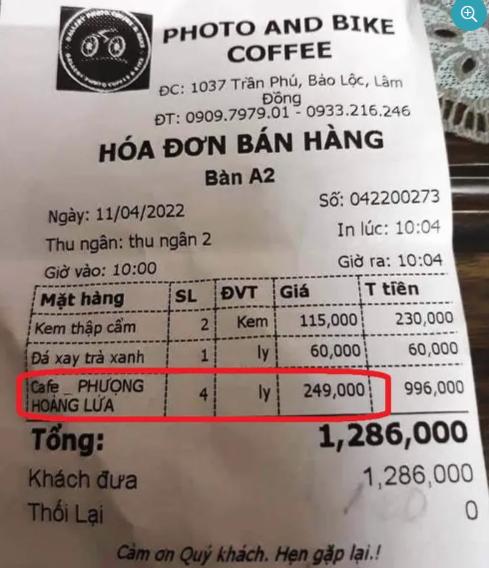 PHOTO AND BIKE
COFFEE
ĐC: 1037 Trần Phú, Bảo Lộc, Lâm
Đồng
ĐT: 0909.7979.01 - 0933.216.246
HÓA ĐƠN BÁN HÀNG
Bàn A2
Ngày: 11/04/2022 Số: 042200273
Thu ngân: thu ngân 2 In lúc: 10:04
Giờ vào: 10:00 Giờ ra: 10:04
Mặt hàng SL ĐVT Giá T tiền
Kem thập cẩm 2 Kem 115,000 230,000
Đá xay trà xanh 1 ly 60,000 60,000
Cafe _ PHƯỢNG 4 ly 249,000 996,000
HOÀNG LỬA
Tổng: 1,286,000
Khách đưa 1,286,000
Thối Lại 0
Cảm ơn Quý khách. Hẹn gặp lại.!